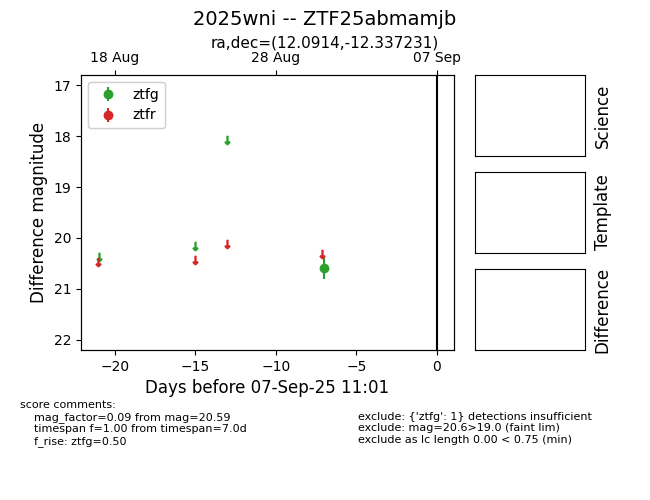 2025wni -- ZTF25abmamjb
ra,dec=(12.0914,-12.337231)
18 Aug
28 Aug
07 Sep
ztfg
ztfr
17
18
19
20
21
22
Difference magnitude
−20
−15
−10
−5
0
Days before 07-Sep-25 11:01
Science
Template
Difference
score comments:
mag_factor=0.09 from mag=20.59
timespan f=1.00 from timespan=7.0d
f_rise: ztfg=0.50
exclude: {'ztfg': 1} detections insufficient
exclude: mag=20.6>19.0 (faint lim)
exclude as lc length 0.00 < 0.75 (min)